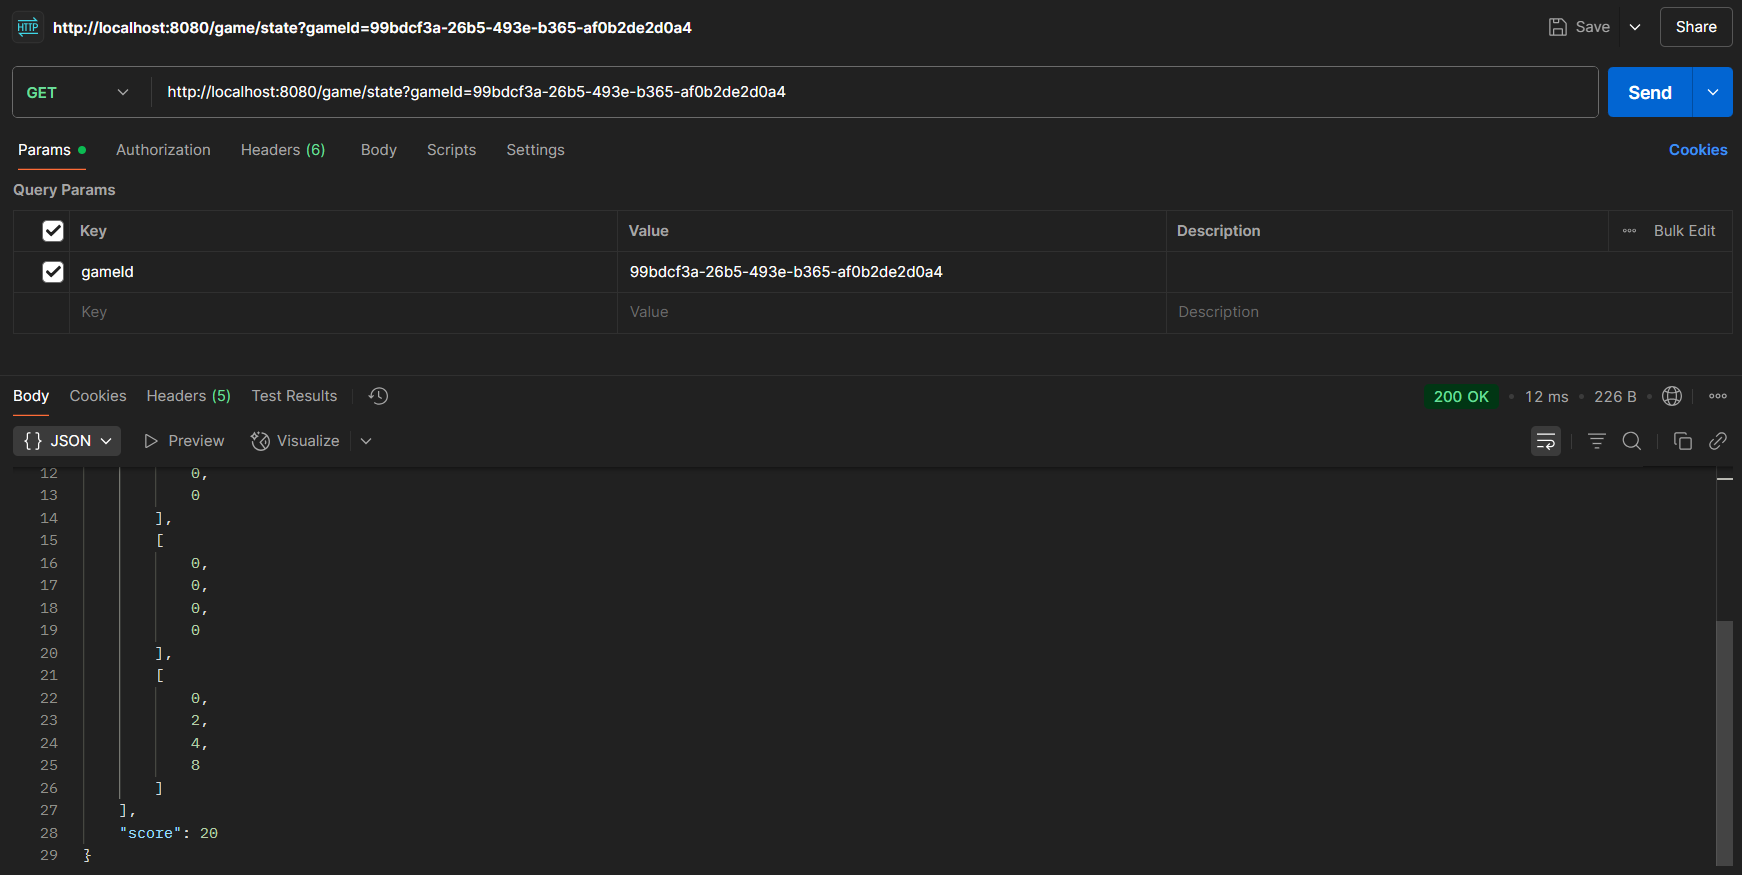 HTTP http://localhost:8080/game/state?gameId=99bdcf3a-26b5-493e-b365-af0b2de2d0a4 Save Share
GET http://localhost:8080/game/state?gameId=99bdcf3a-26b5-493e-b365-af0b2de2d0a4 Send
Params Authorization Headers (6) Body Scripts Settings Cookies
Query Params
Key Value Description Bulk Edit
gameId 99bdcf3a-26b5-493e-b365-af0b2de2d0a4
Key Value Description
Body Cookies Headers (5) Test Results 200 OK • 12 ms • 226 B •
{} JSON Preview Visualize
12 0,
13 0
14 ],
15 [
16 0,
17 0,
18 0,
19 0
20 ],
21 [
22 0,
23 2,
24 4,
25 8
26 ]
27 ],
28 "score": 20
29 }